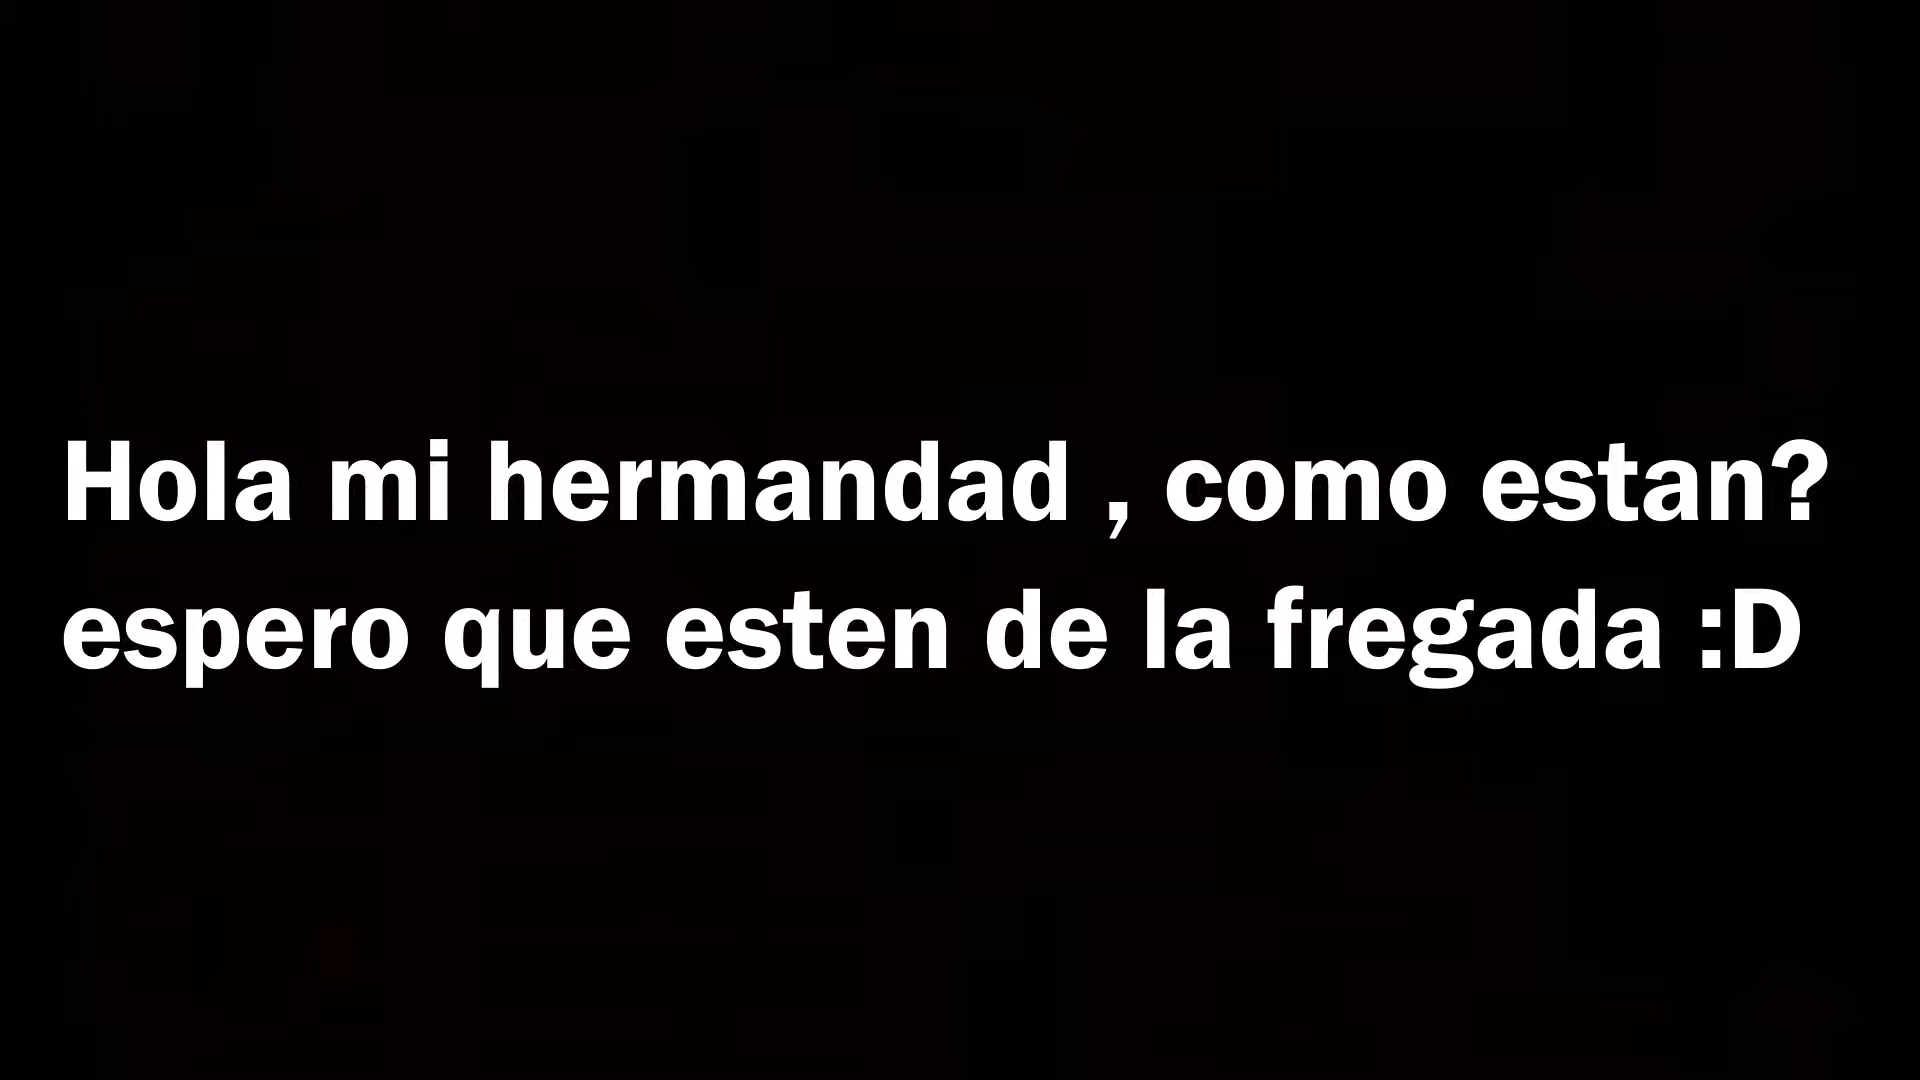 Hola mi hermandad , como estan?
espero que esten de la fregada :D